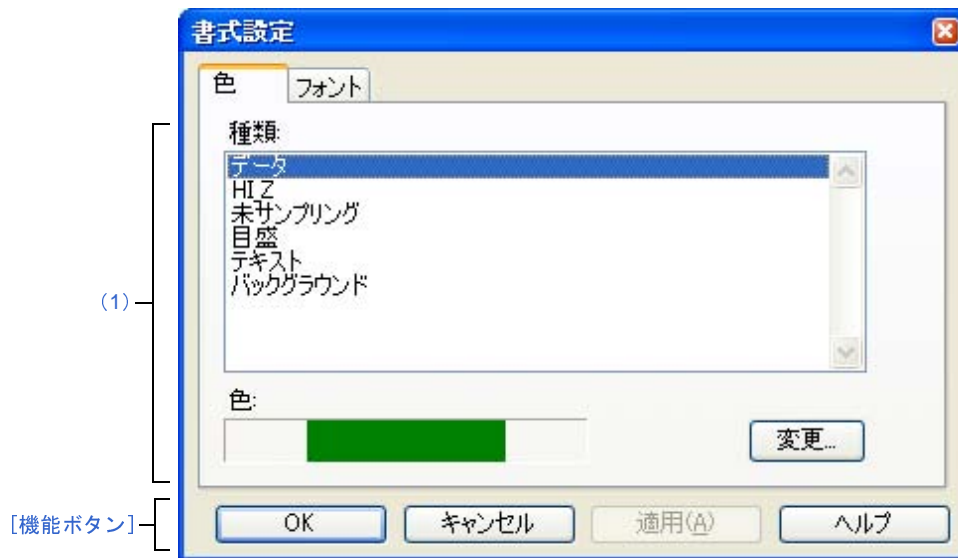 書式設定
色 フォント
種類:
データ
HI Z
未サンプリング
目盛
テキスト
バックグラウンド
(1)
色:
変更...
[機能ボタン]
OK キャンセル 適用(A) ヘルプ